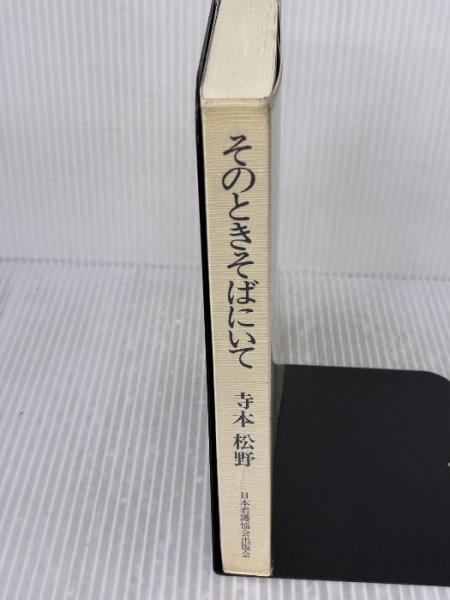 そのときそばにいて
寺本 松野
日本看護協会出版会